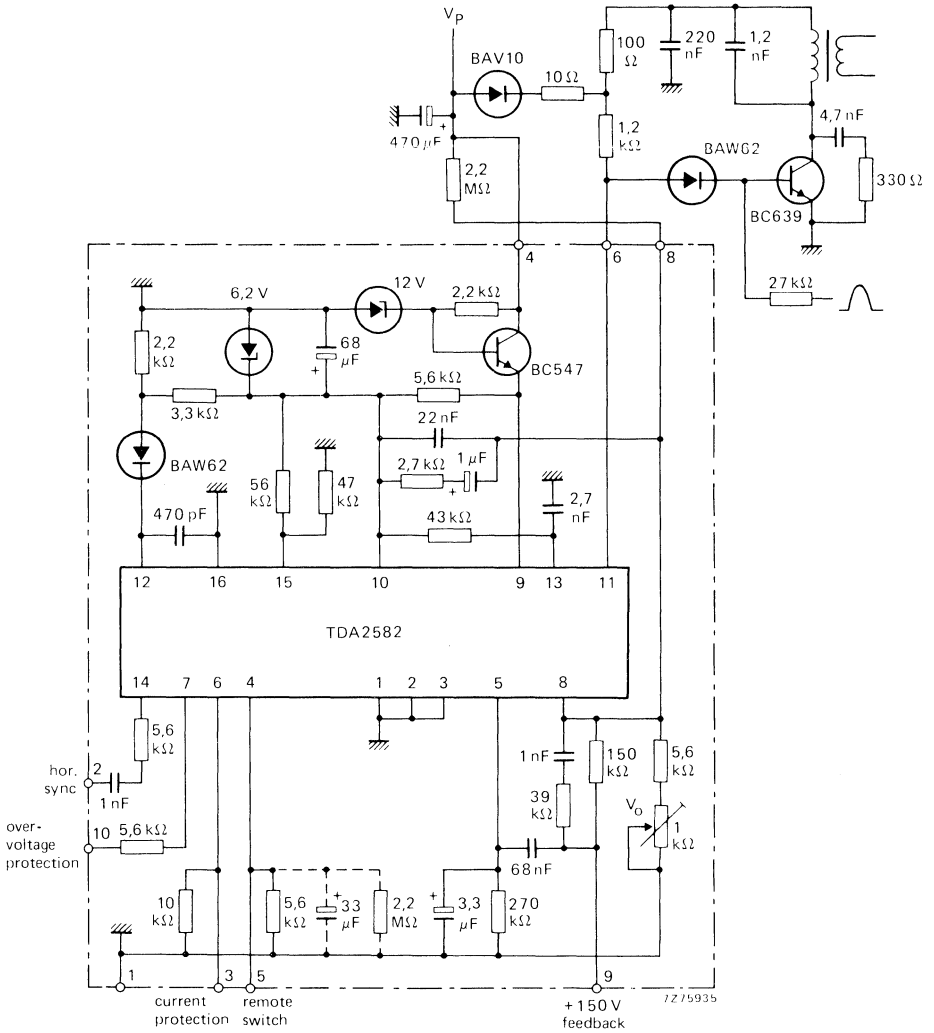 VP
BAV10
10 Ω
100
Ω
220
nF
1,2
nF
470 µF
+
2,2
MΩ
1,2
kΩ
BAW62
4,7 nF
330 Ω
BC639
27 kΩ
4
6
8
6,2 V
12 V
2,2 kΩ
2,2
kΩ
68
µF
+
BC547
3,3 kΩ
5,6 kΩ
22 nF
BAW62
56
kΩ
47
kΩ
2,7 kΩ
1 µF
+
2,7
nF
470 pF
43 kΩ
12
16
15
10
9
13
11
TDA2582
14
7
6
4
1
2
3
5
8
5,6
kΩ
hor.
sync
2
1 nF
1 nF
150
kΩ
5,6
kΩ
39
kΩ
VO
1
kΩ
over-
voltage
protection
10
5,6 kΩ
68 nF
10
kΩ
5,6
kΩ
+
33
µF
2,2
MΩ
+
3,3
µF
270
kΩ
1
3
5
9
current
protection
remote
switch
+150 V
feedback
7Z75935